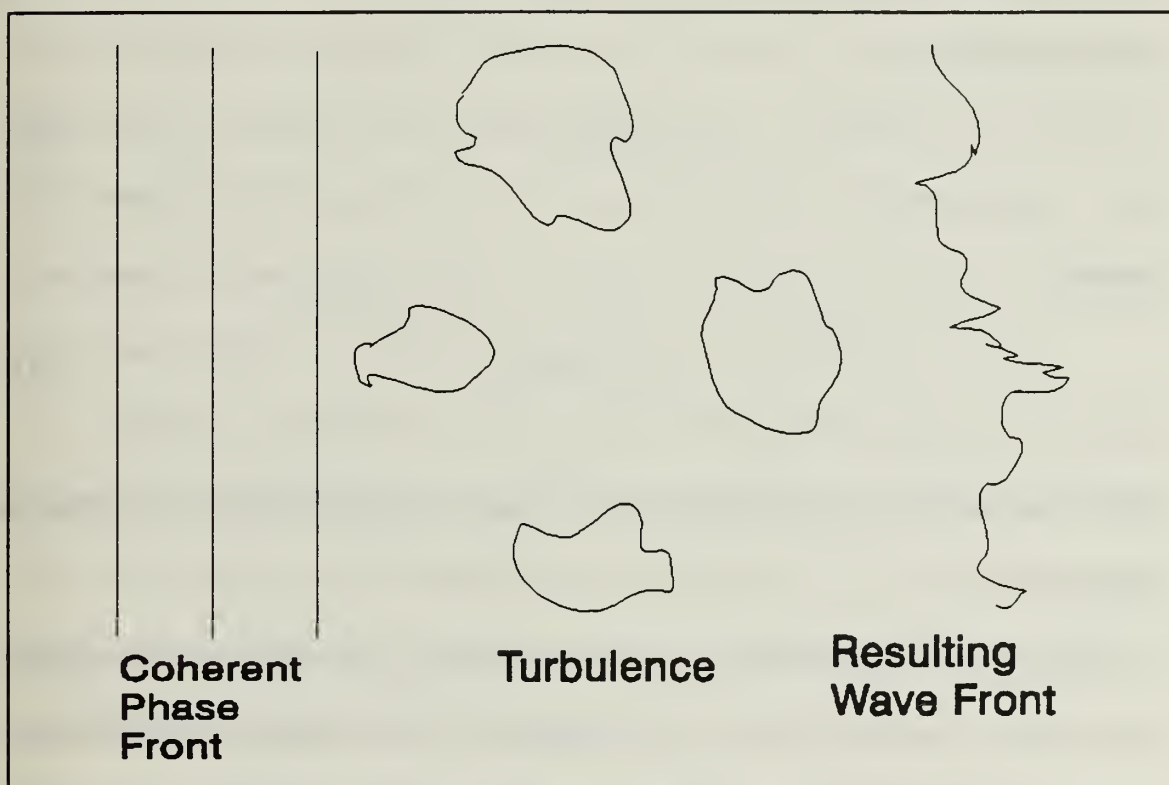 Coherent
Phase
Front
Turbulence
Resulting
Wave Front